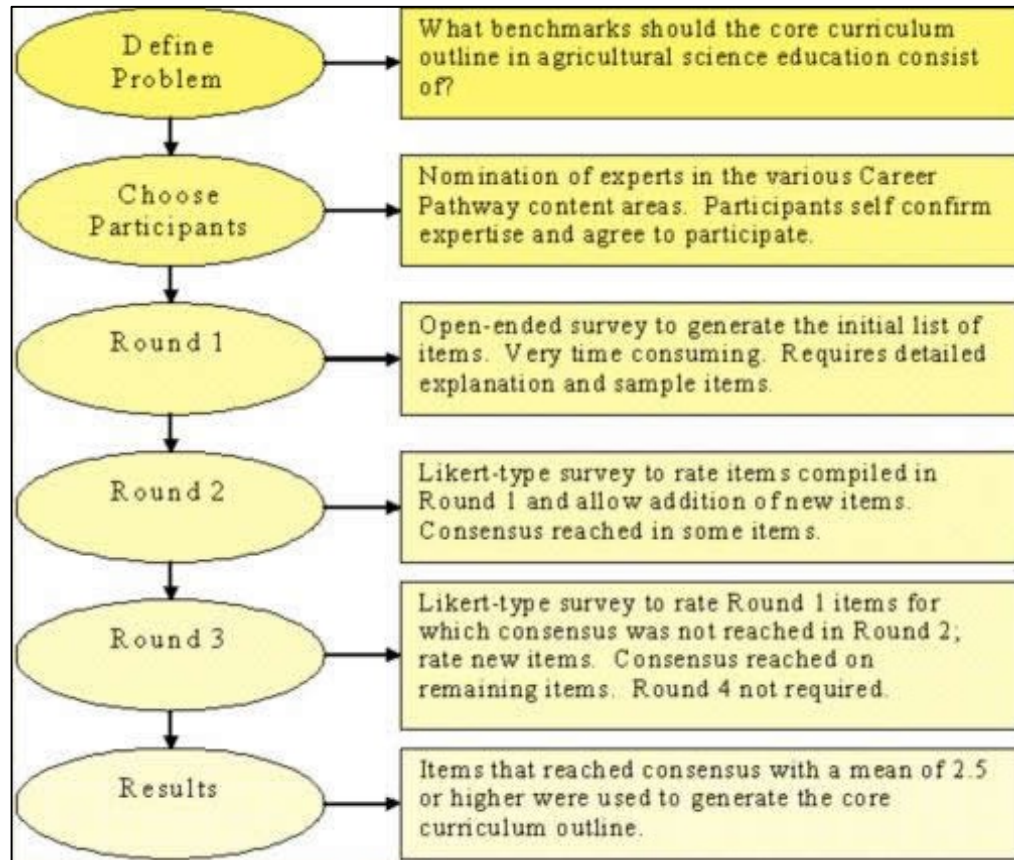 Define
Problem
What benchmarks should the core curriculum
outline in agricultural science education consist
of?
Choose
Participants
Nomination of experts in the various Career
Pathway content areas.  Participants self confirm
expertise and agree to participate.
Round 1
Open-ended survey to generate the initial list of
items.  Very time consuming.  Requires detailed
explanation and sample items.
Round 2
Likert-type survey to rate items compiled in
Round 1 and allow addition of new items.
Consensus reached in some items.
Round 3
Likert-type survey to rate Round 1 items for
which consensus was not reached in Round 2;
rate new items.  Consensus reached on
remaining items.  Round 4 not required.
Results
Items that reached consensus with a mean of 2.5
or higher were used to generate the core
curriculum outline.